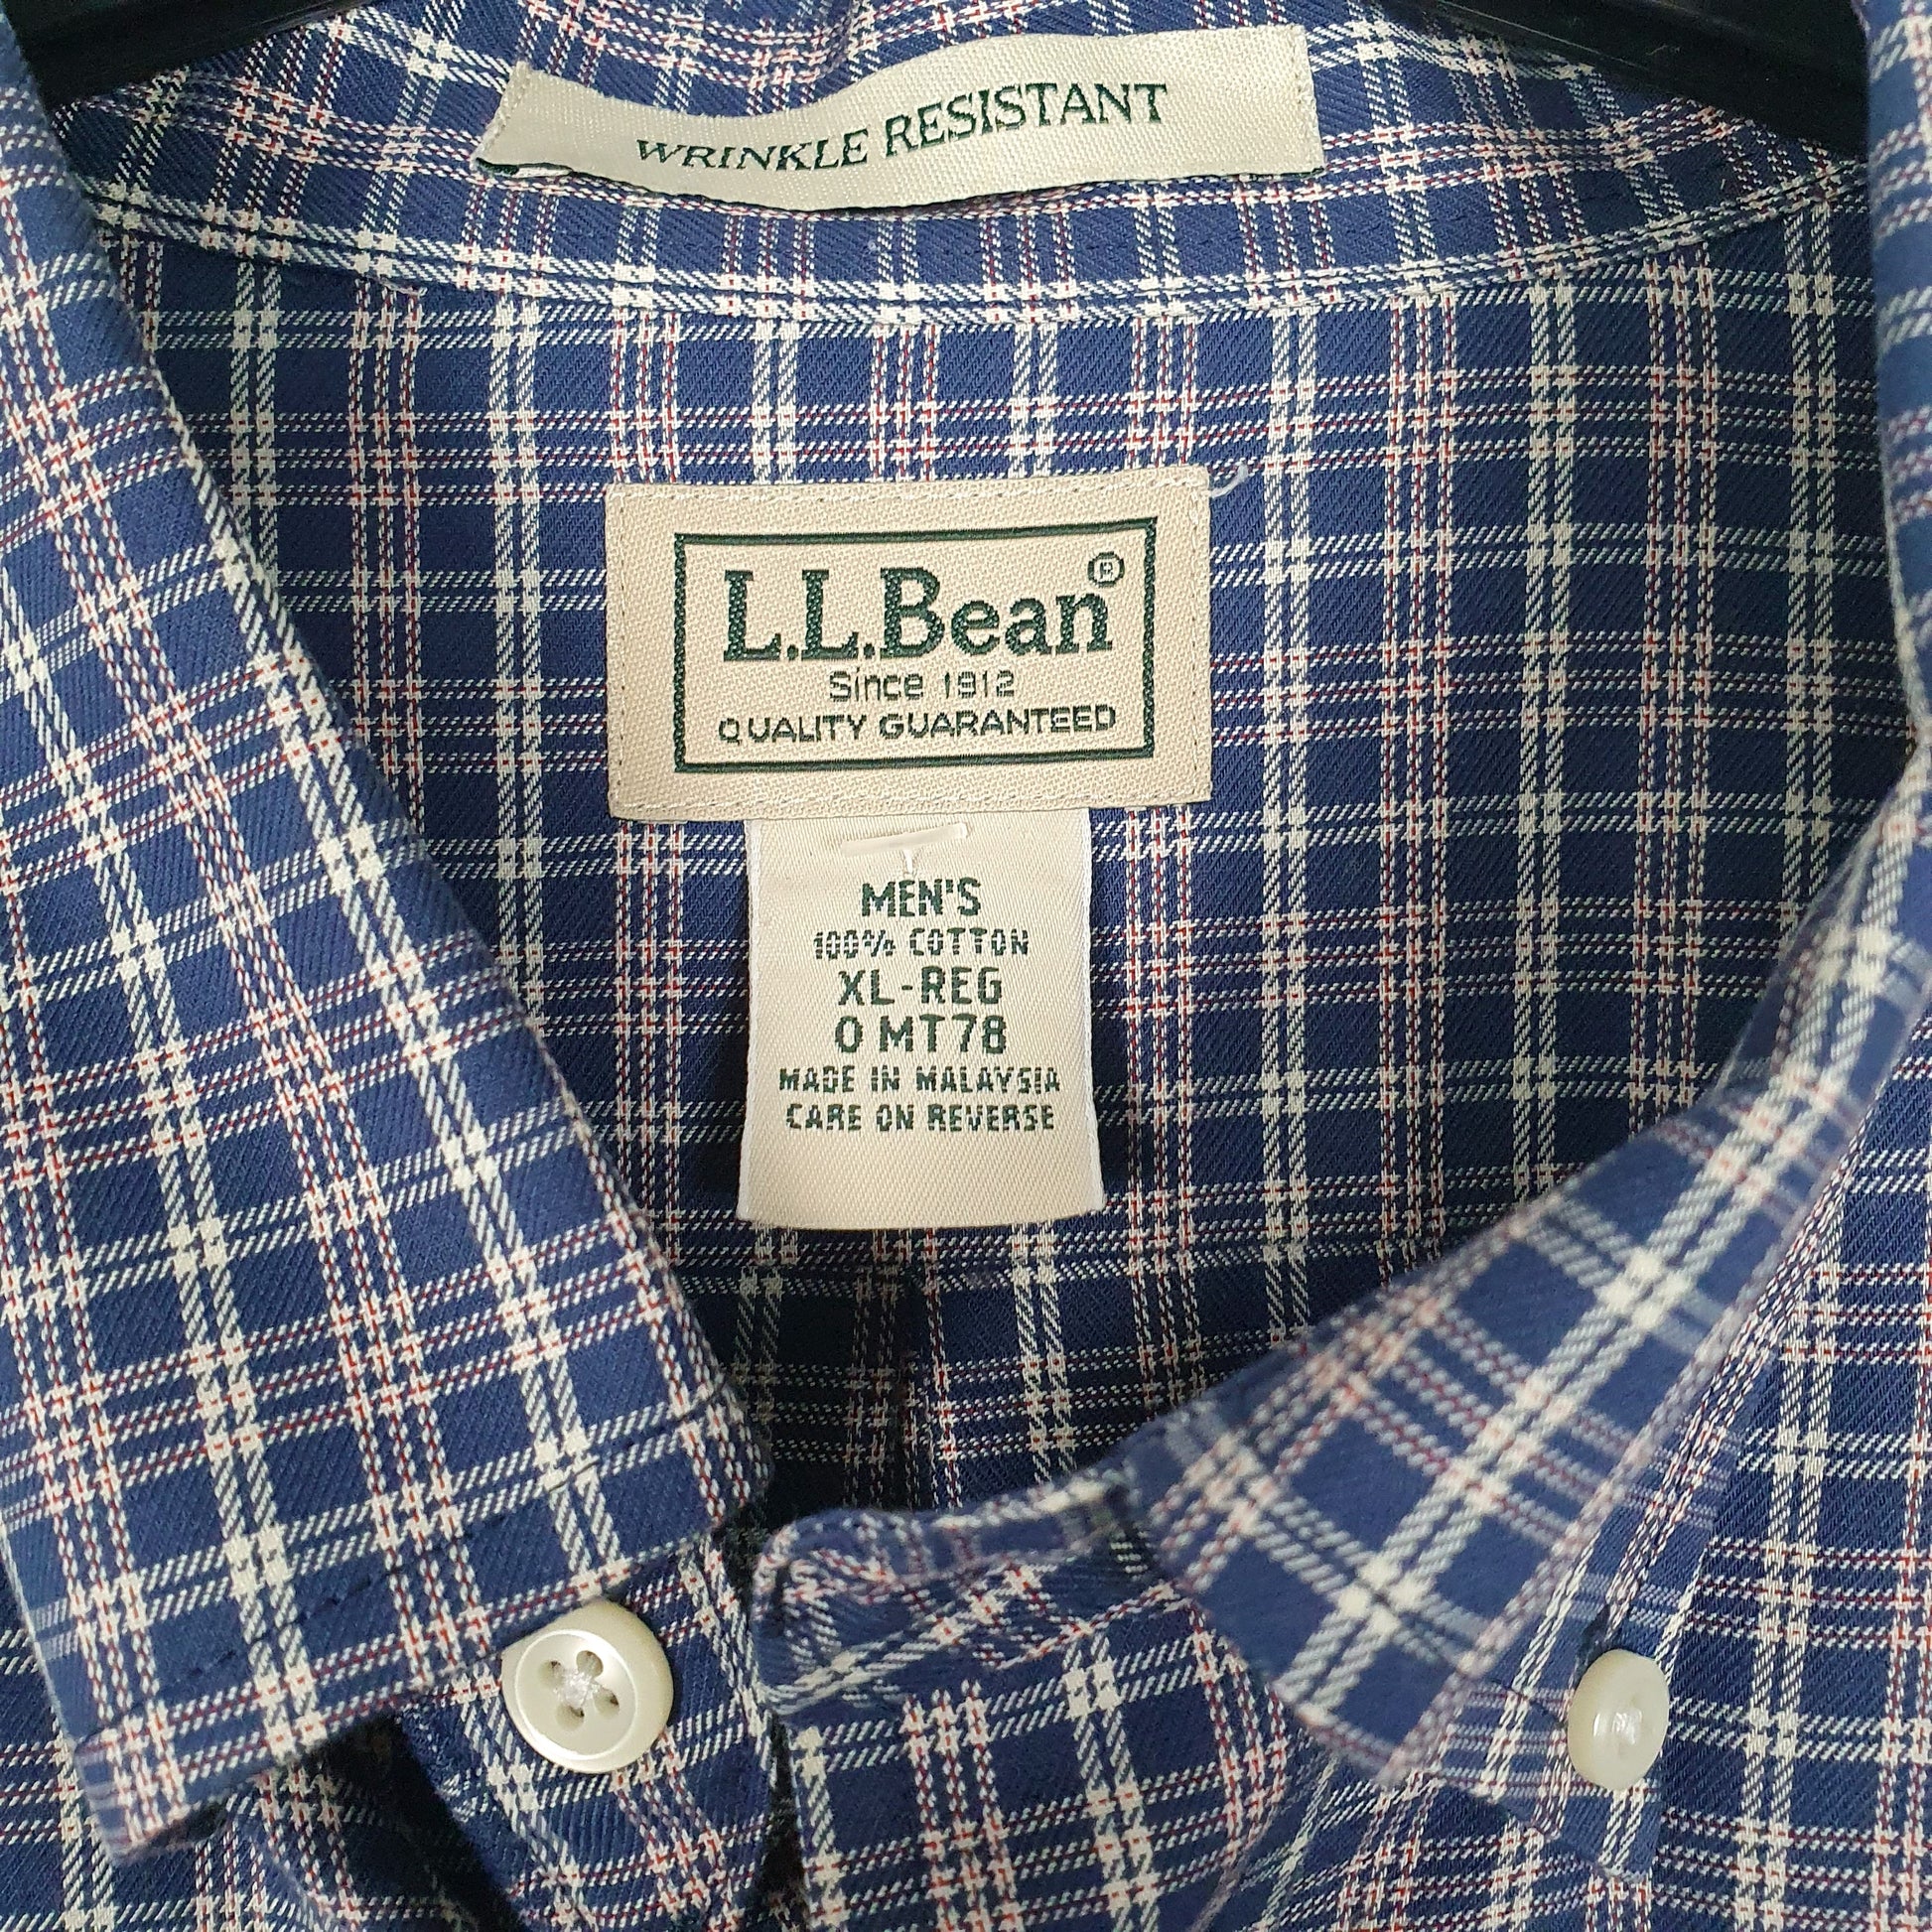 WRINKLE RESISTANT
L.L.Bean®
Since 1912
QUALITY GUARANTEED
MEN'S
100% COTTON
XL-REG
0 MT78
MADE IN MALAYSIA
CARE ON REVERSE